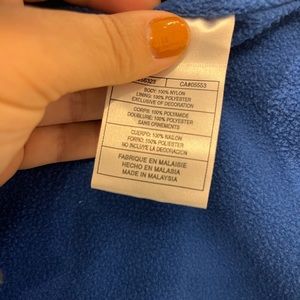 CA#05553
BODY: 100% NYLON
LINING: 100% POLYESTER
EXCLUSIVE OF DECORATION
CORPS: 100% POLYAMIDE
DOUBLURE: 100% POLYESTER
SANS ORNEMENTS
CUERPO: 100% NAILON
FORRO: 100% POLIESTER
NO INCLUYE LA DECORACION
FABRIQUE EN MALAISIE
HECHO EN MALASIA
MADE IN MALAYSIA